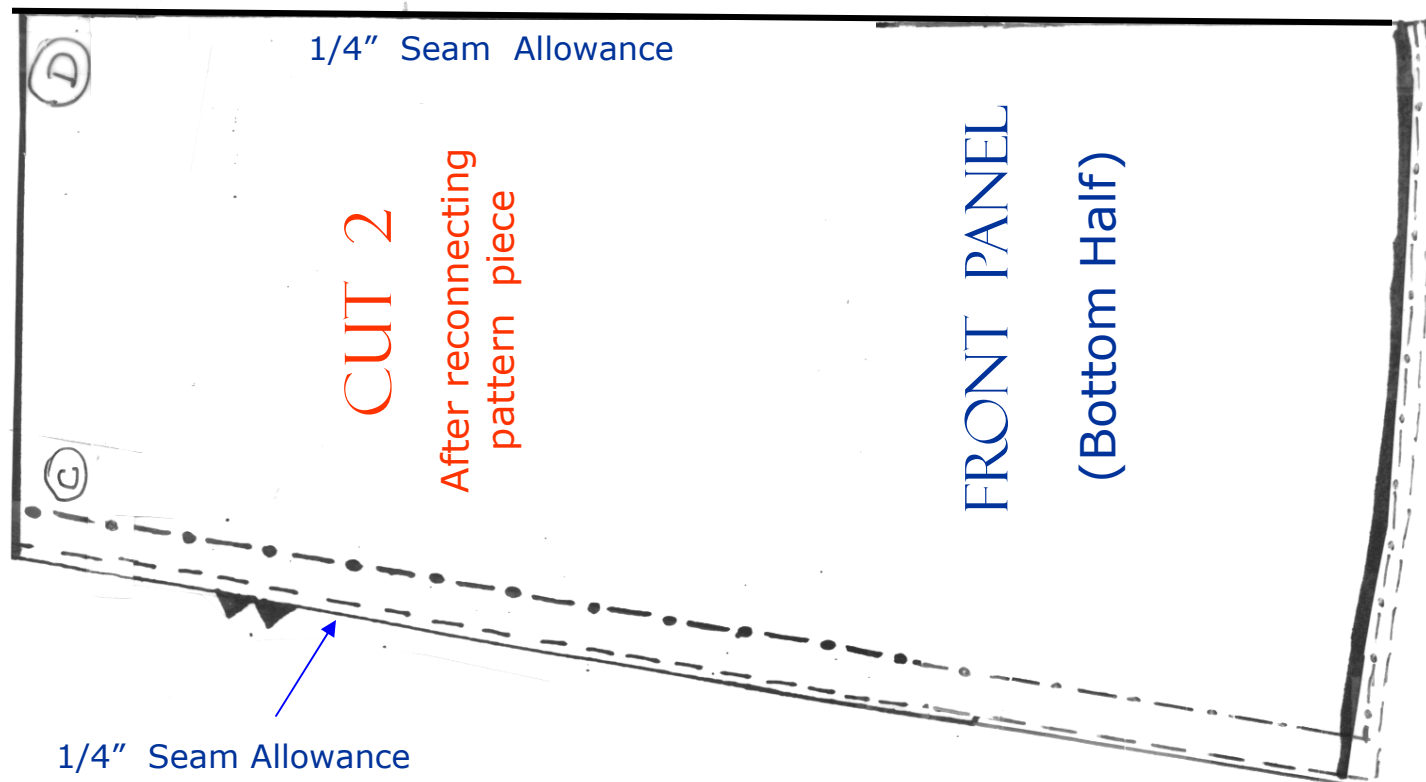 1/4” Seam Allowance
D
CUT 2
After reconnecting
pattern piece
FRONT PANEL
(Bottom Half)
C
1/4” Seam Allowance